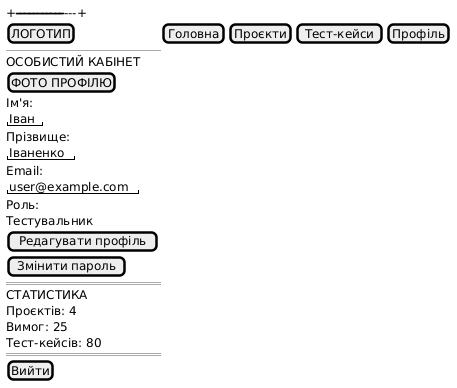 +--------------+
ЛОГОТИП Головна Проєкти Тест-кейси Профіль
ОСОБИСТИЙ КАБІНЕТ
ФОТО ПРОФІЛЮ
Ім'я:
Іван
Прізвище:
Іваненко
Email:
user@example.com
Роль:
Тестувальник
Редагувати профіль
Змінити пароль
СТАТИСТИКА
Проєктів: 4
Вимог: 25
Тест-кейсів: 80
Вийти